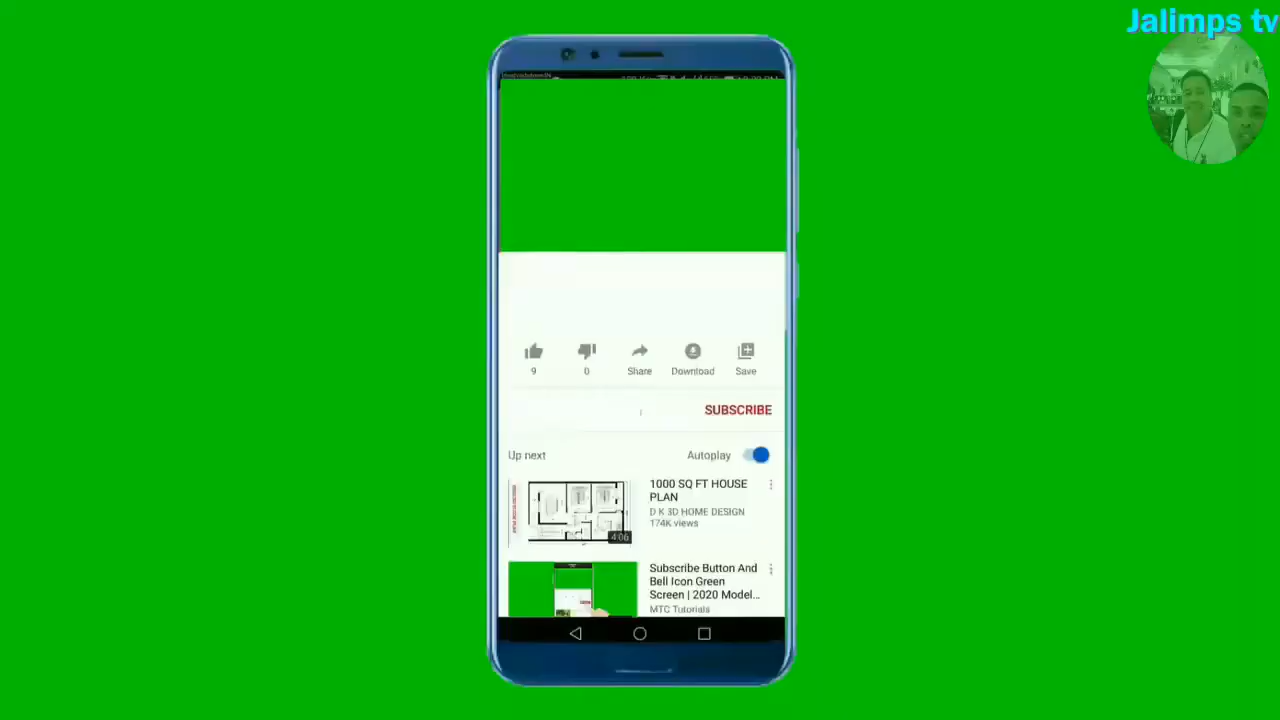 Jalimps tv
9
0
Share
Download
Save
SUBSCRIBE
Up next
Autoplay
1000 SQ FT HOUSE
PLAN
D K 3D HOME DESIGN
174K views
4:06
Subscribe Button And
Bell Icon Green
Screen | 2020 Model...
MTC Tutorials